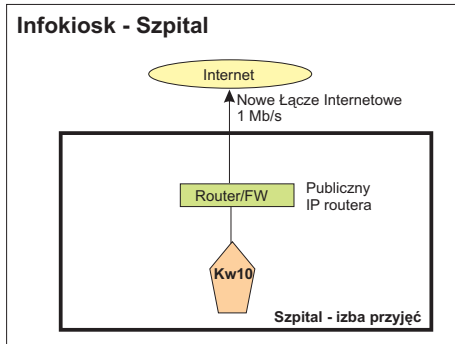 Infokiosk - Szpital
Internet
Nowe Łącze Internetowe
1 Mb/s
Router/FW
Publiczny
IP routera
Kw10
Szpital - izba przyjęć